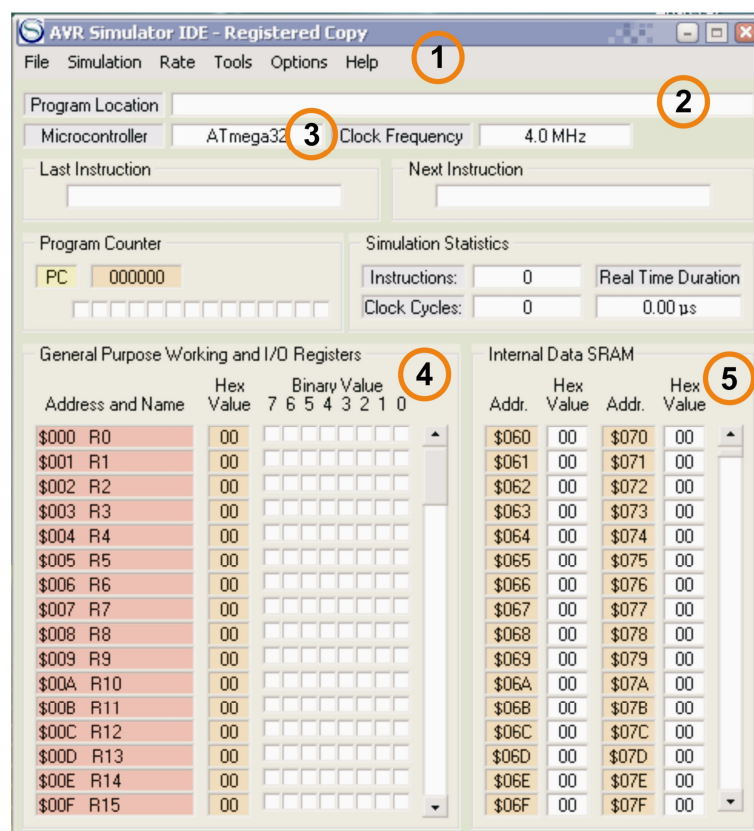 AVR Simulator IDE - Registered Copy
File Simulation Rate Tools Options Help 1
Program Location 2
Microcontroller ATmega32 3 Clock Frequency 4.0 MHz
Last Instruction Next Instruction
Program Counter Simulation Statistics
PC 000000 Instructions: 0 Real Time Duration
Clock Cycles: 0 0.00 µs
General Purpose Working and I/O Registers 4 Internal Data SRAM 5
Hex Binary Value Hex Hex
Address and Name Value 7 6 5 4 3 2 1 0 Addr. Value Addr. Value
$000 R0 00 $060 00 $070 00
$001 R1 00 $061 00 $071 00
$002 R2 00 $062 00 $072 00
$003 R3 00 $063 00 $073 00
$004 R4 00 $064 00 $074 00
$005 R5 00 $065 00 $075 00
$006 R6 00 $066 00 $076 00
$007 R7 00 $067 00 $077 00
$008 R8 00 $068 00 $078 00
$009 R9 00 $069 00 $079 00
$00A R10 00 $06A 00 $07A 00
$00B R11 00 $06B 00 $07B 00
$00C R12 00 $06C 00 $07C 00
$00D R13 00 $06D 00 $07D 00
$00E R14 00 $06E 00 $07E 00
$00F R15 00 $06F 00 $07F 00